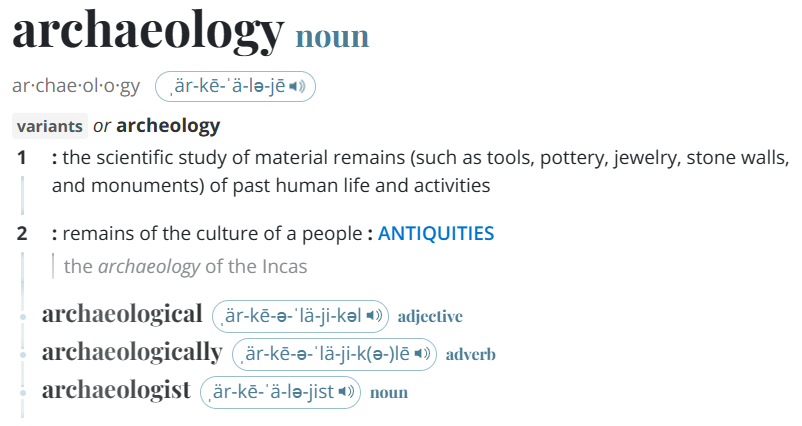 archaeology noun
ar·chae·ol·o·gy ˌär-kē-ˈä-lə-jē
variants or archeology
1 : the scientific study of material remains (such as tools, pottery, jewelry, stone walls,
and monuments) of past human life and activities
2 : remains of the culture of a people : ANTIQUITIES
the archaeology of the Incas
archaeological ˌär-kē-ə-ˈlä-ji-kəl adjective
archaeologically ˌär-kē-ə-ˈlä-ji-k(ə-)lē adverb
archaeologist ˌär-kē-ˈä-lə-jist noun